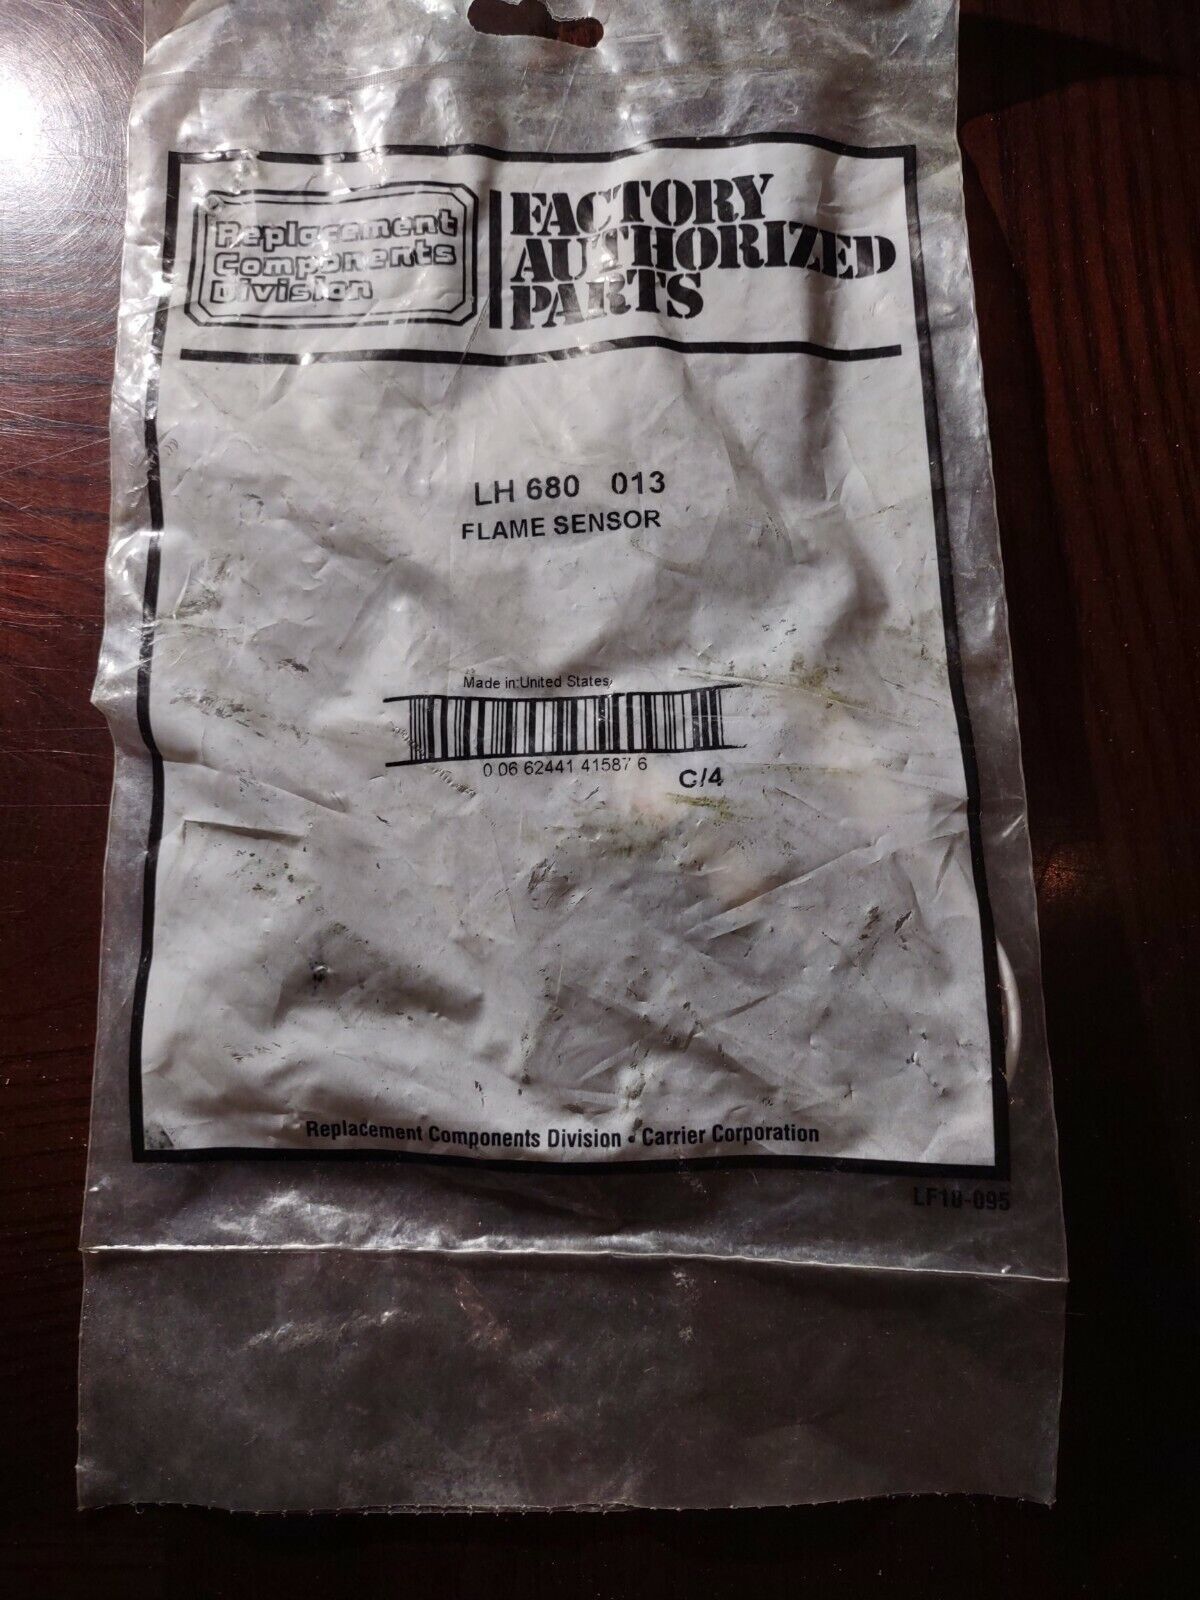 Replacement
Components
Division
FACTORY
AUTHORIZED
PARTS
LH 680 013
FLAME SENSOR
Made in:United States
0 06 62441 41587 6
C/4
Replacement Components Division • Carrier Corporation
LF10-095